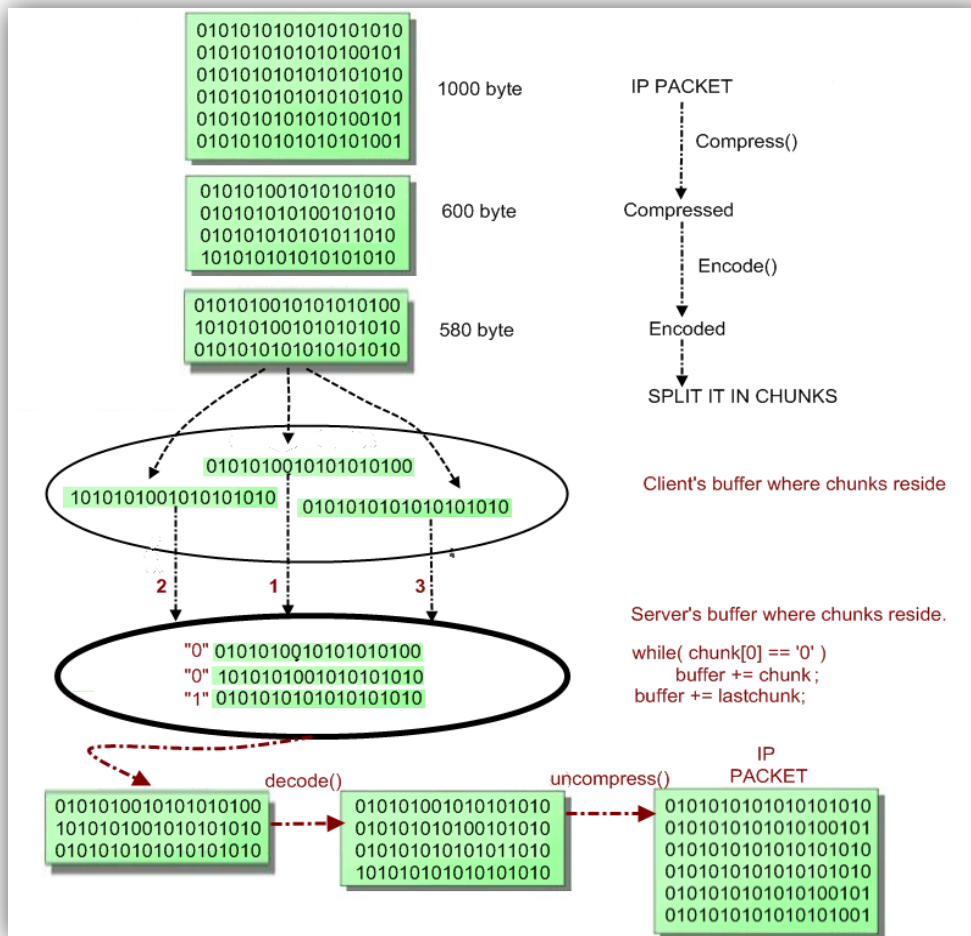 0101010101010101010
0101010101010100101
0101010101010101010
0101010101010101010
0101010101010100101
0101010101010101001
1000 byte
IP PACKET
Compress()
010101001010101010
010101010100101010
010101010101011010
101010101010101010
600 byte
Compressed
Encode()
0101010010101010100
1010101001010101010
0101010101010101010
580 byte
Encoded
SPLIT IT IN CHUNKS
0101010010101010100
1010101001010101010
0101010101010101010
Client's buffer where chunks reside
2
1
3
Server's buffer where chunks reside.
"0" 0101010010101010100
"0" 1010101001010101010
"1" 0101010101010101010
while( chunk[0] == '0' )
buffer += chunk ;
buffer += lastchunk;
decode()
uncompress()
IP
PACKET
0101010010101010100
1010101001010101010
0101010101010101010
010101001010101010
010101010100101010
010101010101011010
101010101010101010
0101010101010101010
0101010101010100101
0101010101010101010
0101010101010101010
0101010101010100101
0101010101010101001